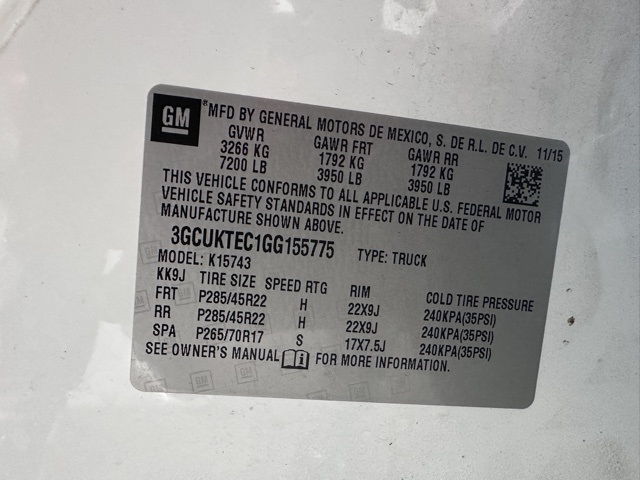 GM ®MFD BY GENERAL MOTORS DE MEXICO, S. DE R.L. DE C.V. 11/15
GVWR GAWR FRT GAWR RR
3266 KG 1792 KG 1792 KG
7200 LB 3950 LB 3950 LB
THIS VEHICLE CONFORMS TO ALL APPLICABLE U.S. FEDERAL MOTOR
VEHICLE SAFETY STANDARDS IN EFFECT ON THE DATE OF
MANUFACTURE SHOWN ABOVE.
3GCUKTEC1GG155775 TYPE: TRUCK
MODEL: K15743
KK9J TIRE SIZE SPEED RTG RIM COLD TIRE PRESSURE
FRT P285/45R22 H 22X9J 240KPA(35PSI)
RR P285/45R22 H 22X9J 240KPA(35PSI)
SPA P265/70R17 S 17X7.5J 240KPA(35PSI)
SEE OWNER'S MANUAL FOR MORE INFORMATION.